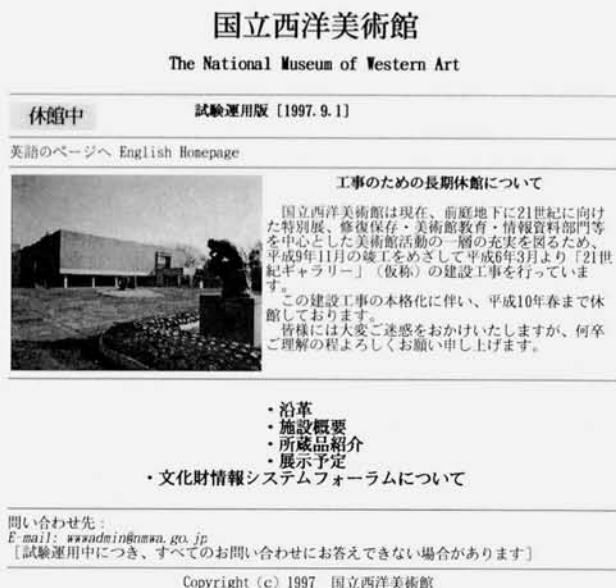 国立西洋美術館
The National Museum of Western Art
休館中
試験運用版 [1997.9.1]
英語のページへ English Homepage
工事のための長期休館について
国立西洋美術館は現在、前庭地下に21世紀に向け
た特別展、修復保存・美術館教育・情報資料部門等
を中心とした美術館活動の一層の充実を図るため、
平成9年11月の竣工をめざして平成6年3月より「21世
紀ギャラリー」（仮称）の建設工事を行っていま
す。
この建設工事の本格化に伴い、平成10年春まで休
館しております。
皆様には大変ご迷惑をおかけいたしますが、何卒
ご理解の程よろしくお願い申し上げます。
・沿革
・施設概要
・所蔵品紹介
・展示予定
・文化財情報システムフォーラムについて
問い合わせ先：
E-mail: wwwadmin@nmwa.go.jp
［試験運用中につき、すべてのお問い合わせにお答えできない場合があります］
Copyright (c) 1997 国立西洋美術館